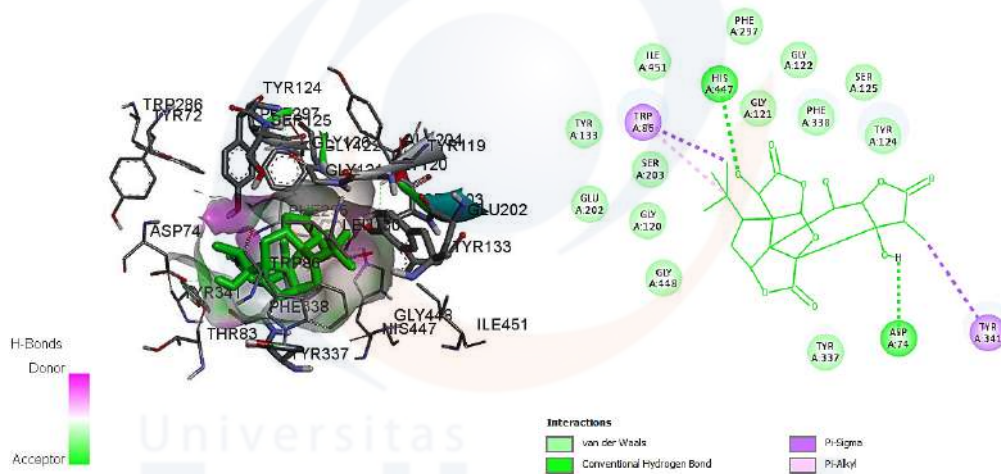 TYR124
TRP286
TYR72
TYR119
GLU202
TYR133
ASP74
TRP86
PHE338
THR83
TYR337
HIS447
ILE451
H-Bonds
Donor
Acceptor
PHE
A:297
ILE
A:451
GLY
A:122
HIS
A:447
SER
A:125
GLY
A:121
PHE
A:338
TRP
A:86
TYR
A:133
TYR
A:124
SER
A:203
GLU
A:202
GLY
A:120
GLY
A:448
H
ASP
A:74
TYR
A:341
TYR
A:337
Universitas
Interactions
van der Waals
Conventional Hydrogen Bond
Pi-Sigma
Pi-Alkyl